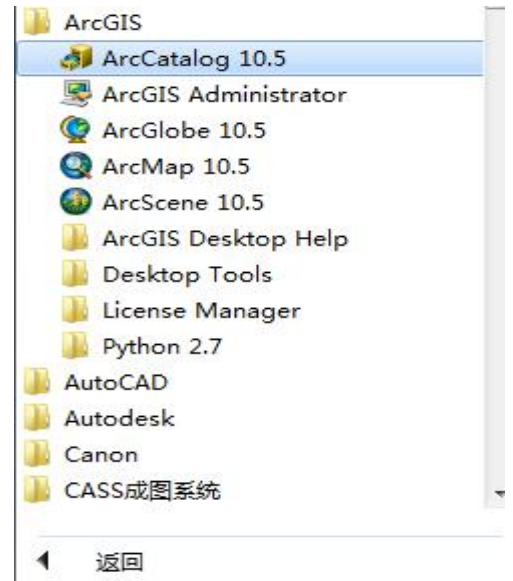 ArcGIS
ArcCatalog 10.5
ArcGIS Administrator
ArcGlobe 10.5
ArcMap 10.5
ArcScene 10.5
ArcGIS Desktop Help
Desktop Tools
License Manager
Python 2.7
AutoCAD
Autodesk
Canon
CASS成图系统
返回